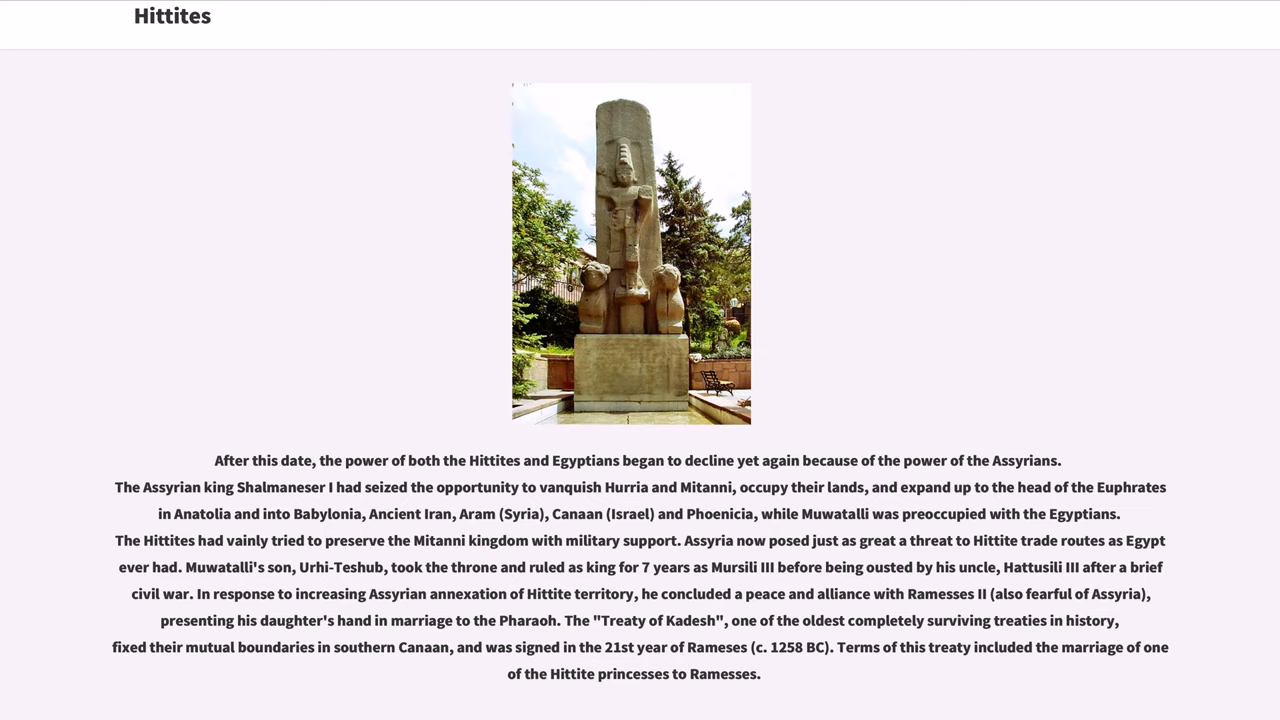 Hittites
After this date, the power of both the Hittites and Egyptians began to decline yet again because of the power of the Assyrians.
The Assyrian king Shalmaneser I had seized the opportunity to vanquish Hurria and Mitanni, occupy their lands, and expand up to the head of the Euphrates
in Anatolia and into Babylonia, Ancient Iran, Aram (Syria), Canaan (Israel) and Phoenicia, while Muwatalli was preoccupied with the Egyptians.
The Hittites had vainly tried to preserve the Mitanni kingdom with military support. Assyria now posed just as great a threat to Hittite trade routes as Egypt
ever had. Muwatalli's son, Urhi-Teshub, took the throne and ruled as king for 7 years as Mursili III before being ousted by his uncle, Hattusili III after a brief
civil war. In response to increasing Assyrian annexation of Hittite territory, he concluded a peace and alliance with Ramesses II (also fearful of Assyria),
presenting his daughter's hand in marriage to the Pharaoh. The "Treaty of Kadesh", one of the oldest completely surviving treaties in history,
fixed their mutual boundaries in southern Canaan, and was signed in the 21st year of Rameses (c. 1258 BC). Terms of this treaty included the marriage of one
of the Hittite princesses to Ramesses.